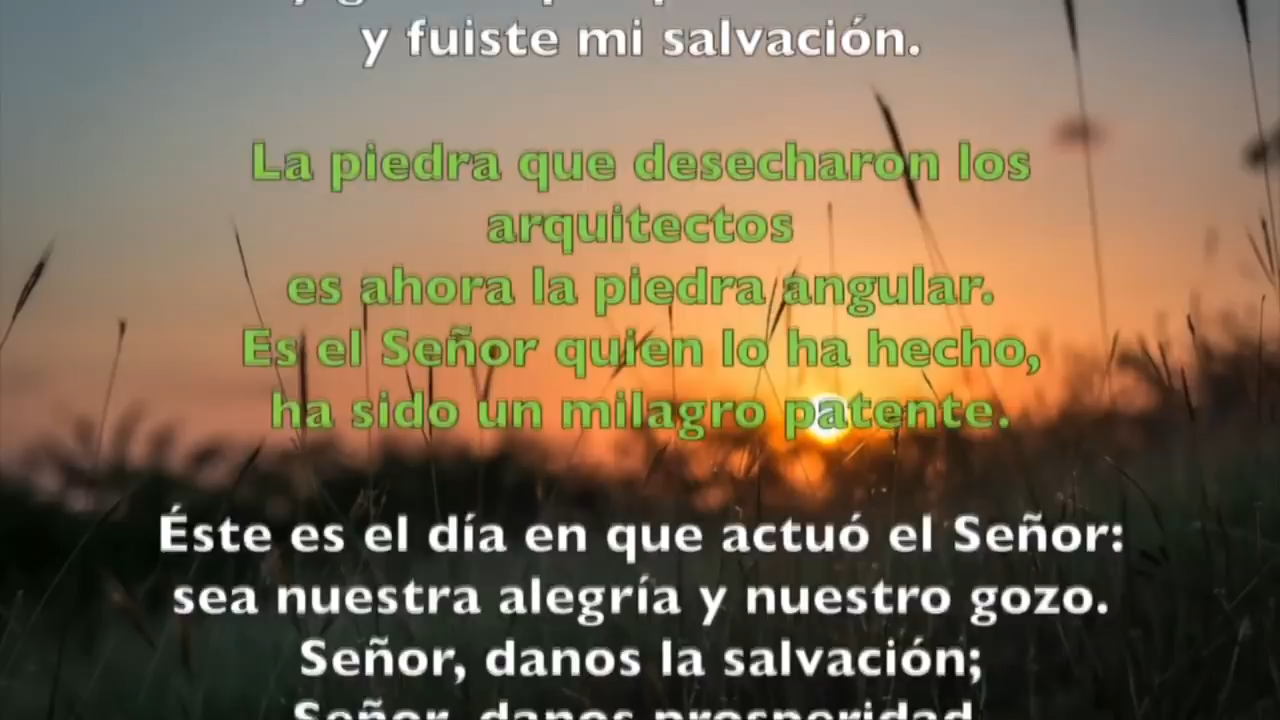 y fuiste mi salvación.
La piedra que desecharon los
arquitectos
es ahora la piedra angular.
Es el Señor quien lo ha hecho,
ha sido un milagro patente.
Éste es el día en que actuó el Señor:
sea nuestra alegría y nuestro gozo.
Señor, danos la salvación;
Señor, danos prosperidad.